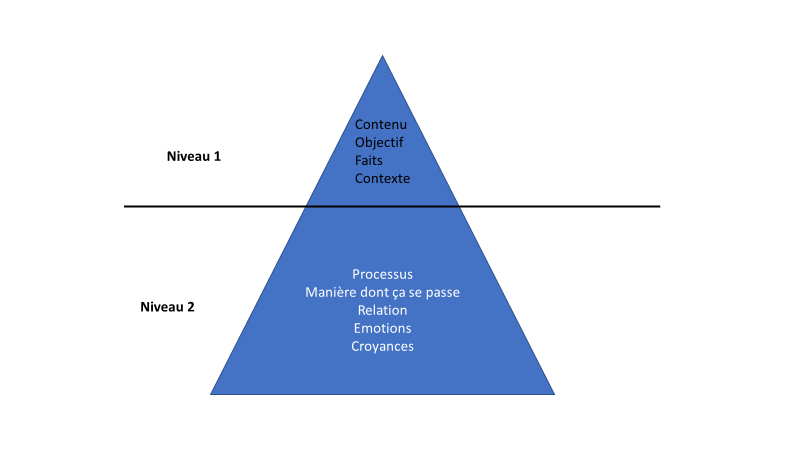 Contenu
Objectif
Niveau 1
Faits
Contexte
Processus
Manière dont ça se passe
Niveau 2
Relation
Emotions
Croyances